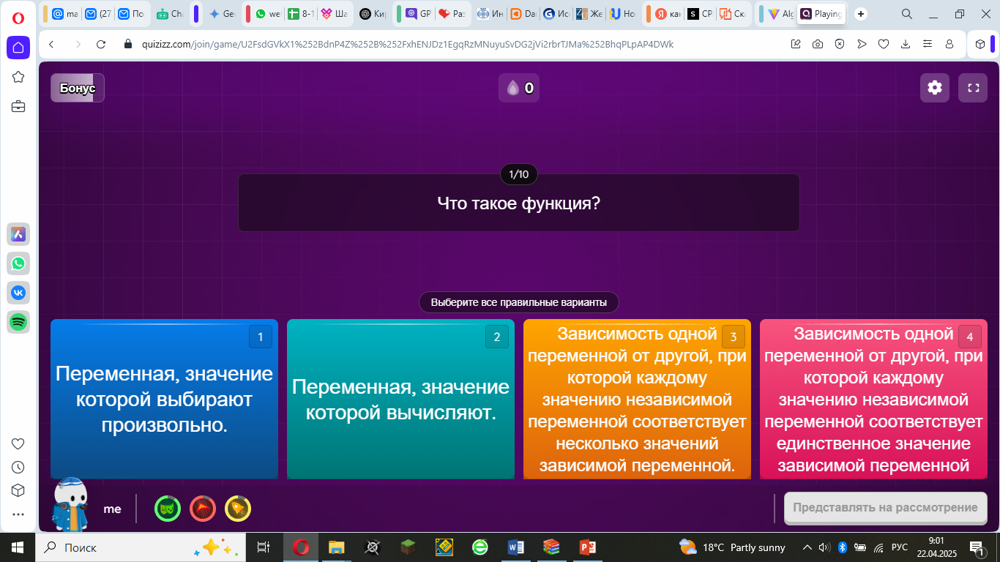 ma
(27
По
Cha
Ge
we
8-1
Ша
Ки
GP
Раз
Ин
Da
Ис
Же
Но
как
СР
Ска
Alg
Playing
quizizz.com/join/game/U2FsdGVkX1%252BdnP4Z%252B%252FxhENJDz1EgqRzMNuyuSvDG2jVi2rbrTJMa%252BhqPLpAP4DWk
Бонус
0
1/10
Что такое функция?
Выберите все правильные варианты
1
Переменная, значение
которой выбирают
произвольно.
2
Переменная, значение
которой вычисляют.
3
Зависимость одной
переменной от другой, при
которой каждому
значению независимой
переменной соответствует
несколько значений
зависимой переменной.
4
Зависимость одной
переменной от другой, при
которой каждому
значению независимой
переменной соответствует
единственное значение
зависимой переменной
me
Представлять на рассмотрение
Поиск
18°C Partly sunny
РУС
9:01
22.04.2025
1